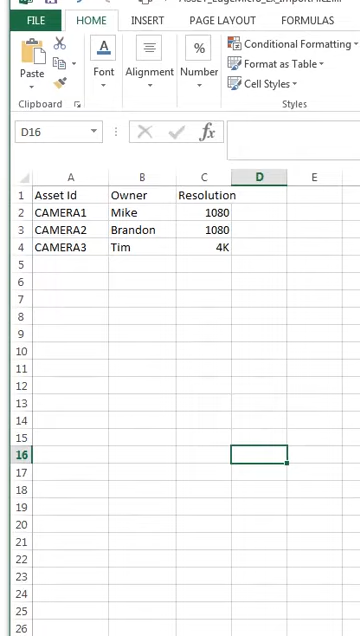 FILE HOME INSERT PAGE LAYOUT FORMULAS
Paste
Font
Alignment
%
Number
Conditional Formatting
Format as Table
Cell Styles
Clipboard
Styles
D16
fx
A B C D E
1 Asset Id Owner Resolution
2 CAMERA1 Mike 1080
3 CAMERA2 Brandon 1080
4 CAMERA3 Tim 4K
5
6
7
8
9
10
11
12
13
14
15
16
17
18
19
20
21
22
23
24
25
26